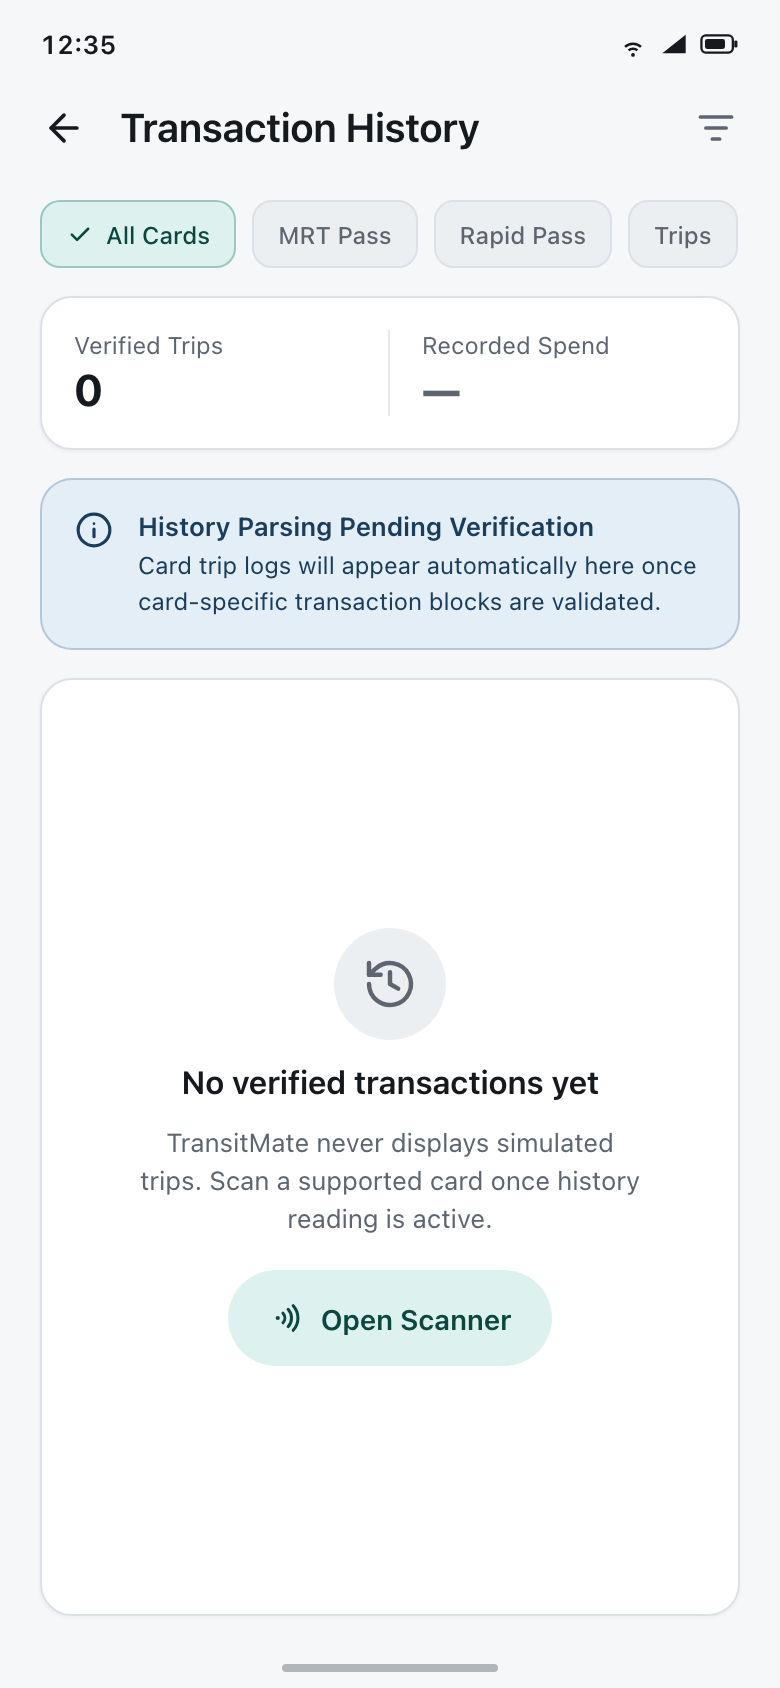 12:35
Transaction History
All Cards
MRT Pass
Rapid Pass
Trips
Verified Trips
0
Recorded Spend
—
History Parsing Pending Verification
Card trip logs will appear automatically here once
card-specific transaction blocks are validated.
No verified transactions yet
TransitMate never displays simulated
trips. Scan a supported card once history
reading is active.
Open Scanner